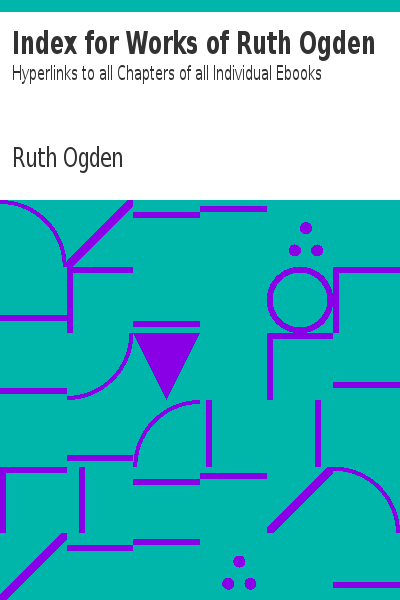 Index for Works of Ruth Ogden
Hyperlinks to all Chapters of all Individual Ebooks
Ruth Ogden